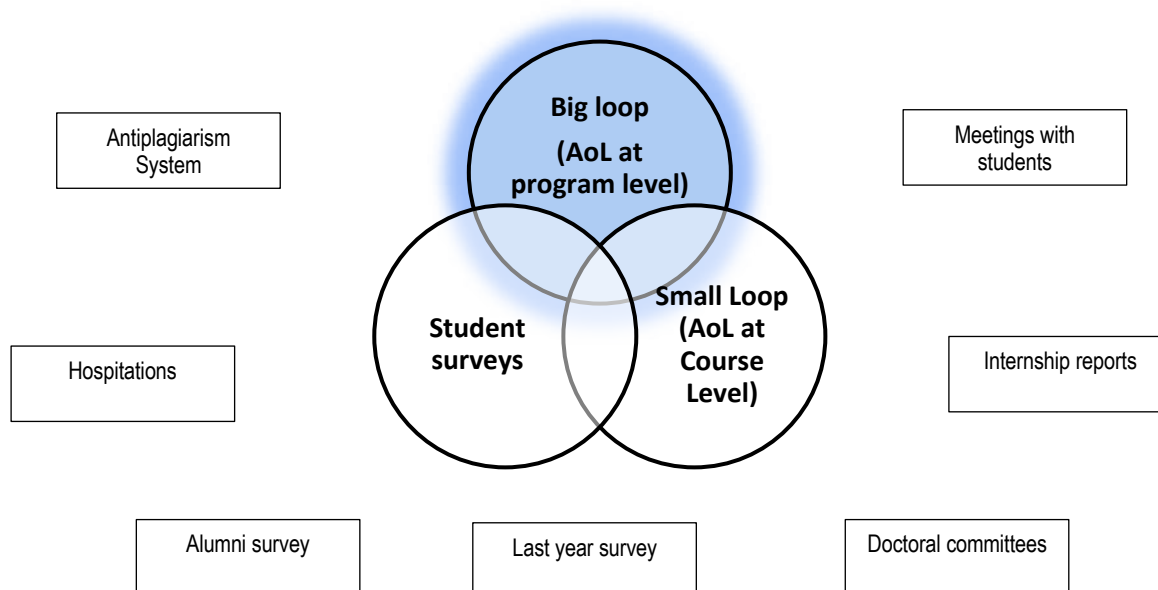 Big loop
(AoL at
program level)
Antiplagiarism
System
Meetings with
students
Student
surveys
Small Loop
(AoL at
Course
Level)
Hospitations
Internship reports
Alumni survey
Last year survey
Doctoral committees